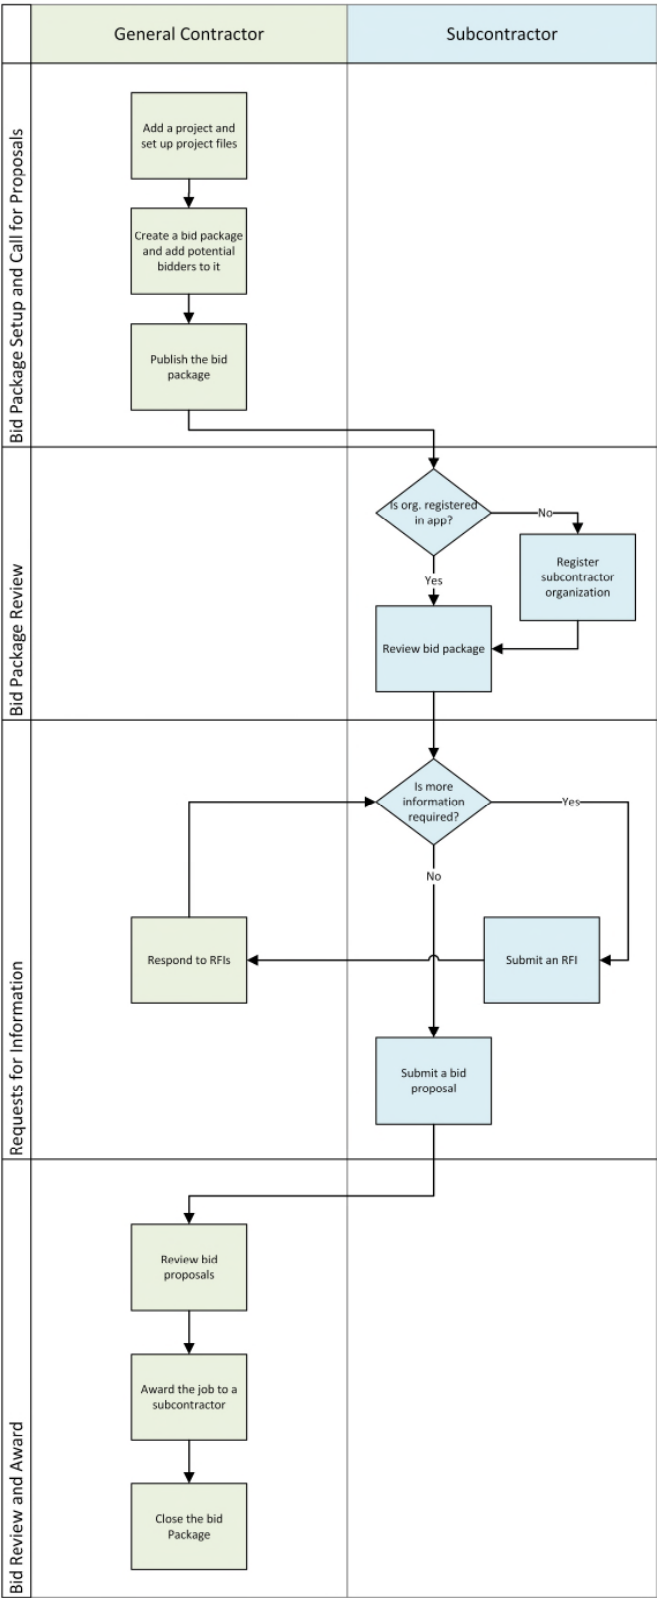 General Contractor
Subcontractor
Bid Package Setup and Call for Proposals
Add a project and
set up project files
Create a bid package
and add potential
bidders to it
Publish the bid
package
Bid Package Review
Is org. registered
in app?
No
Register
subcontractor
organization
Yes
Review bid package
Requests for Information
Is more
information
required?
Yes
No
Respond to RFIs
Submit an RFI
Submit a bid
proposal
Bid Review and Award
Review bid
proposals
Award the job to a
subcontractor
Close the bid
Package